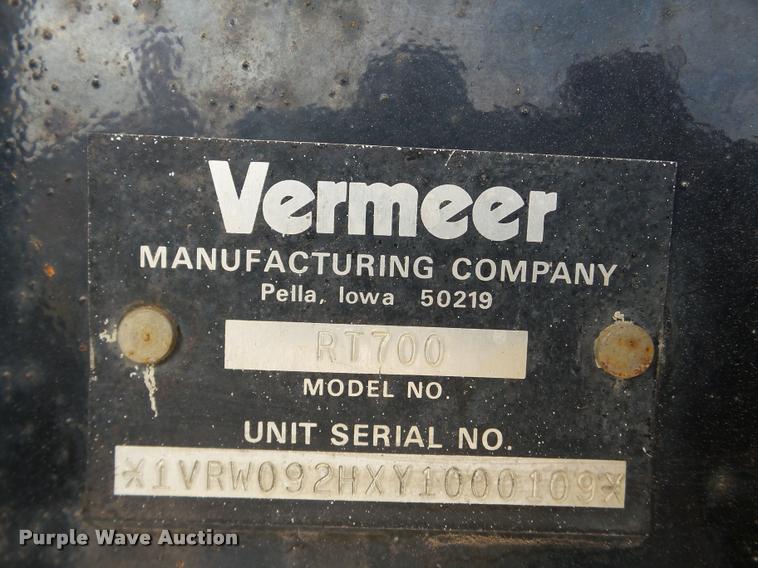 Vermeer
MANUFACTURING COMPANY
Pella, Iowa 50219
RT700
MODEL NO.
UNIT SERIAL NO.
*1VRW092HXY1000109*
Purple Wave Auction